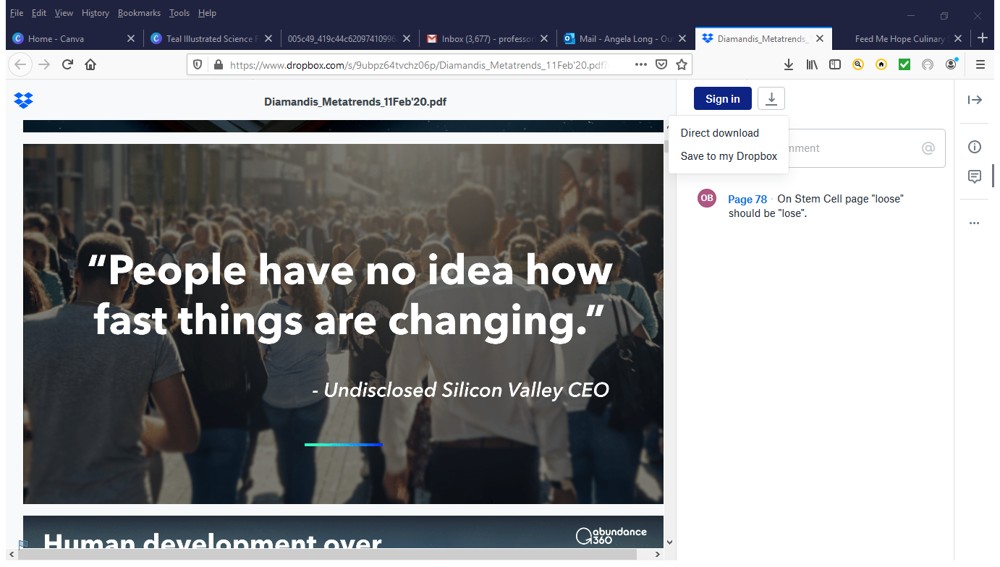 File Edit View History Bookmarks Tools Help
Home - Canva
Teal Illustrated Science F
005c49_419c44c62097410996
Inbox (3,677) - professor
Mail - Angela Long - Out
Diamandis_Metatrends_
Feed Me Hope Culinary
https://www.dropbox.com/s/9ubpz64tvchz06p/Diamandis_Metatrends_11Feb'20.pdf?
Diamandis_Metatrends_11Feb'20.pdf
Sign in
Direct download
Save to my Dropbox
mment
@
OB
Page 78 · On Stem Cell page "loose"
should be "lose".
“People have no idea how
fast things are changing.”
- Undisclosed Silicon Valley CEO
Human development over
abundance
360